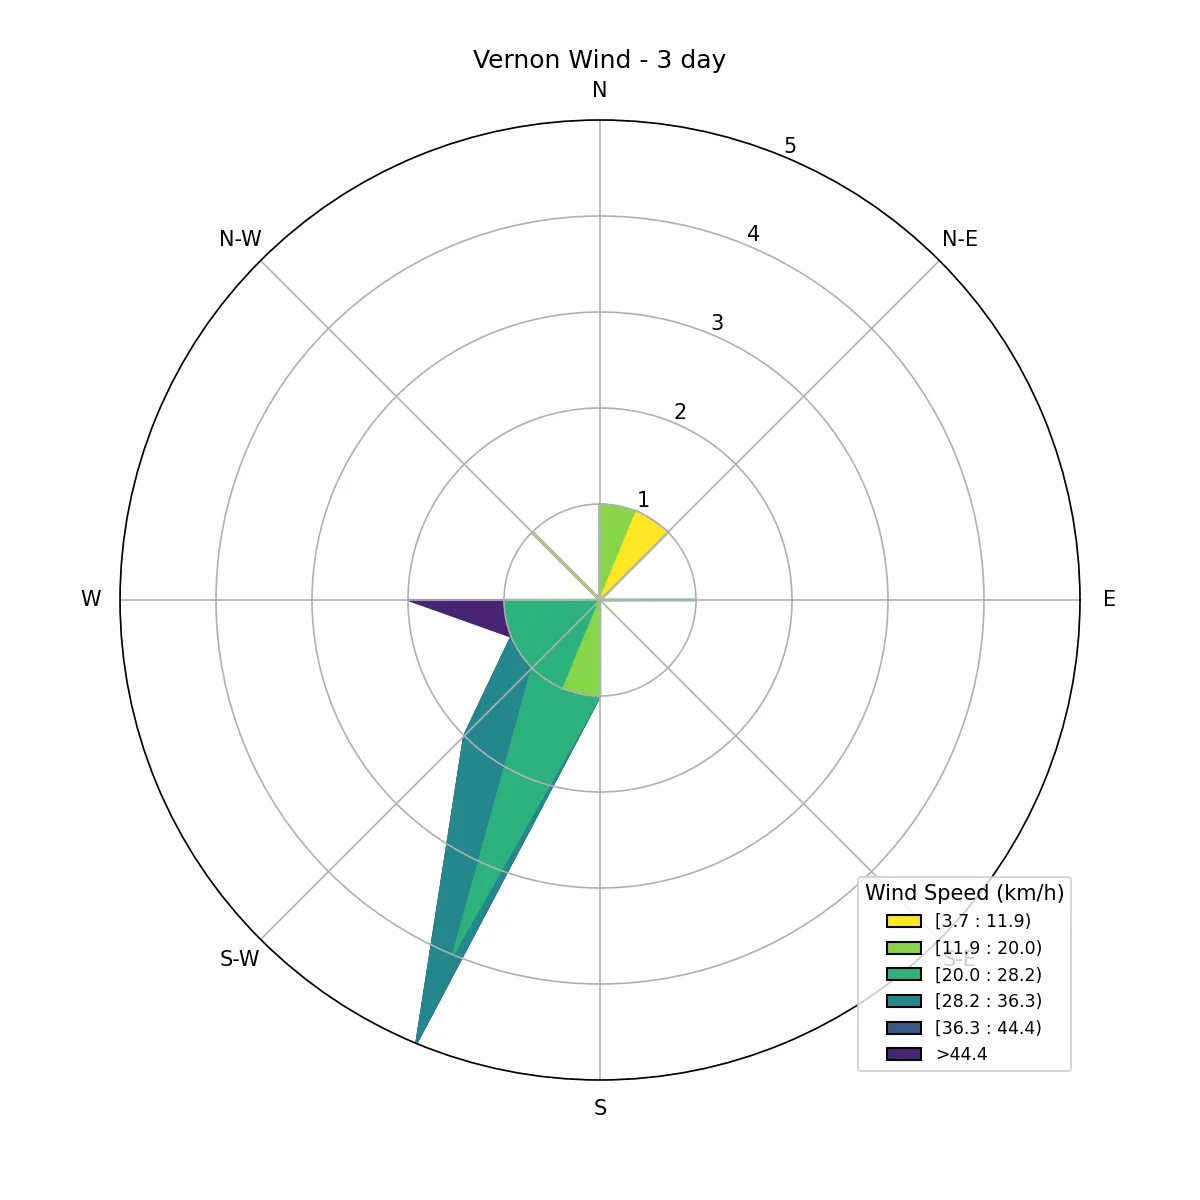 Vernon Wind - 3 day
N
5
N-W
N-E
4
3
2
1
W
E
Wind Speed (km/h)
[3.7 : 11.9)
[11.9 : 20.0)
S-W
S-E
[20.0 : 28.2)
[28.2 : 36.3)
[36.3 : 44.4)
>44.4
S